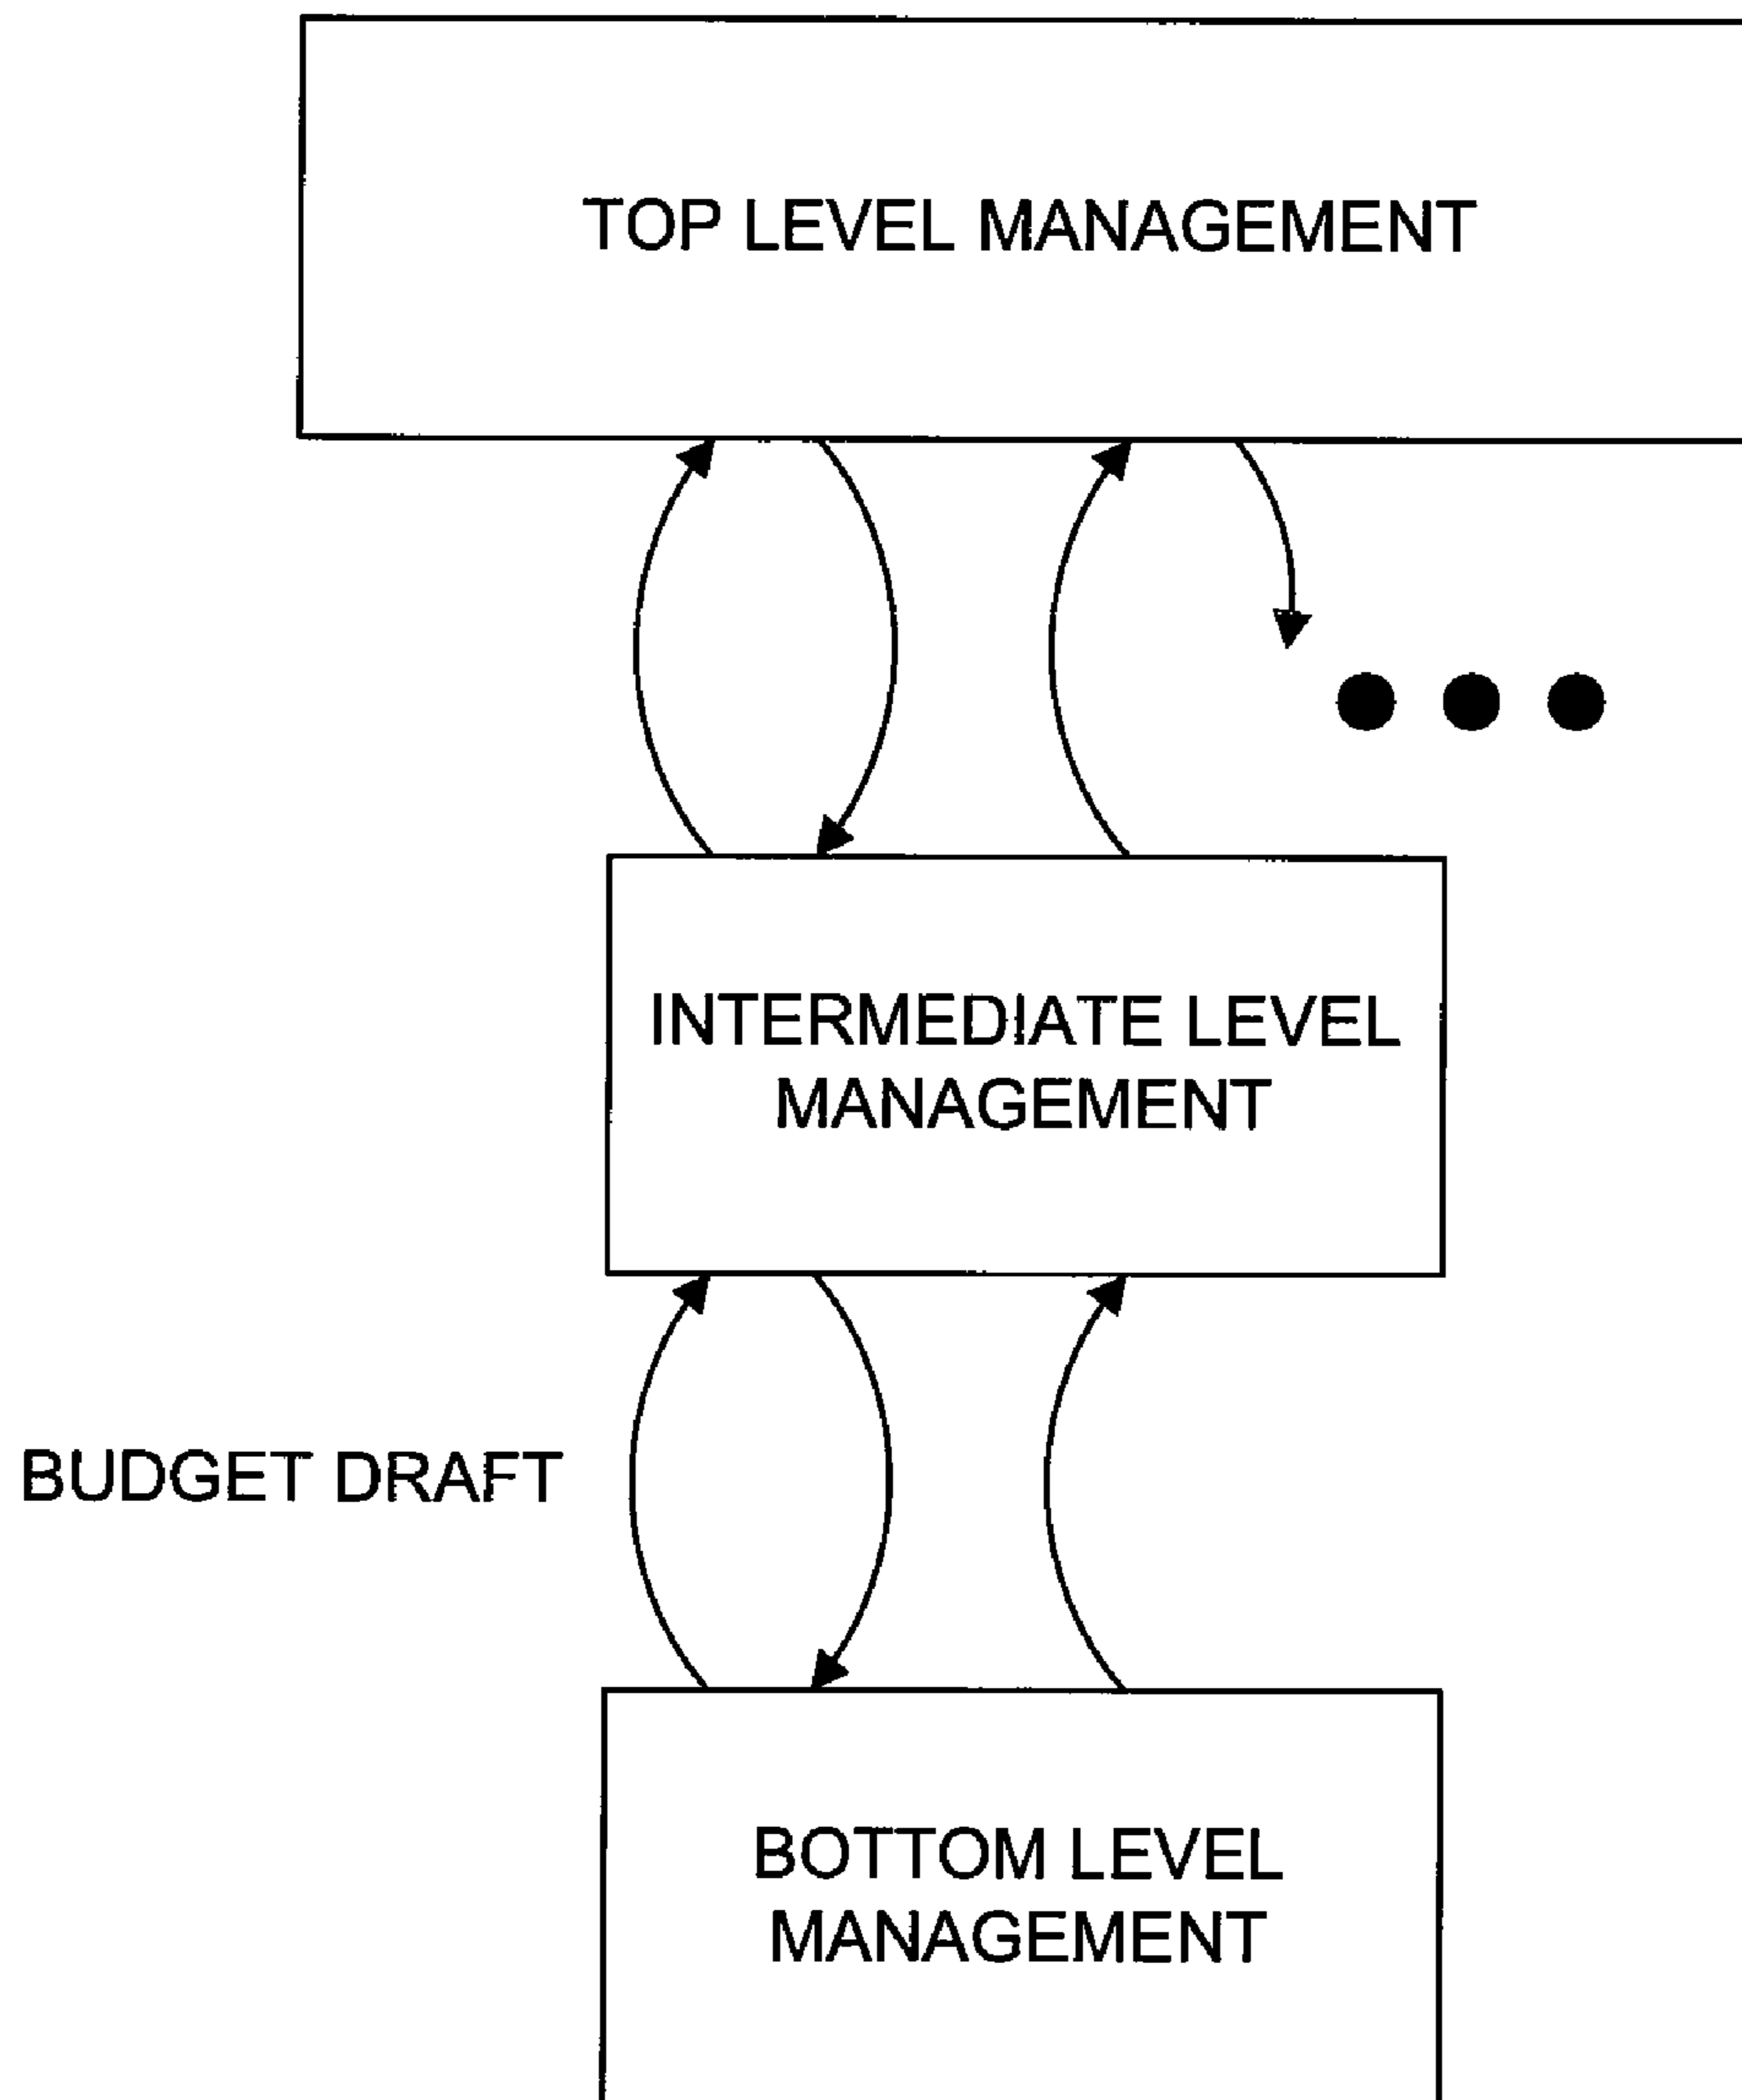 TOP LEVEL MANAGEMENT
INTERMEDIATE LEVEL
MANAGEMENT
BUDGET DRAFT
BOTTOM LEVEL
MANAGEMENT